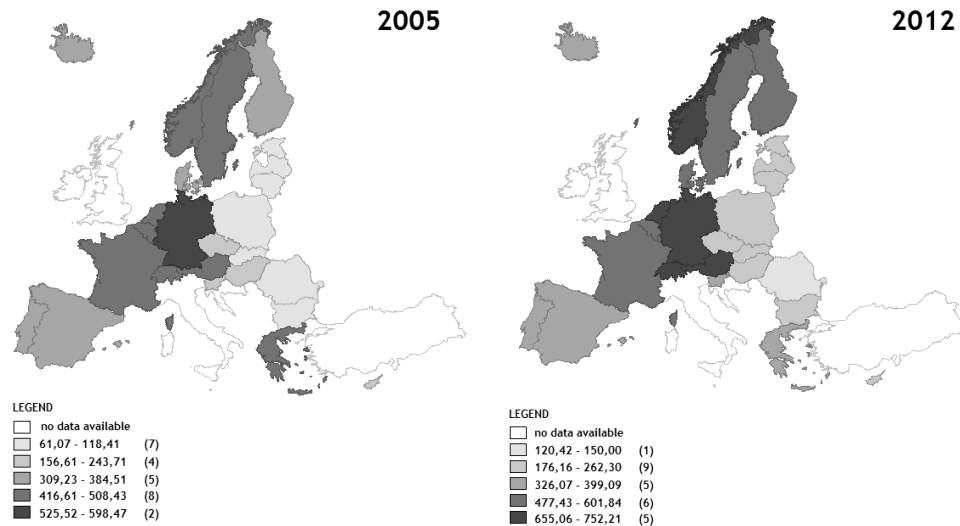 2005
LEGEND
no data available
61,07 - 118,41 (7)
156,61 - 243,71 (4)
309,23 - 384,51 (5)
416,61 - 508,43 (8)
525,52 - 598,47 (2)
2012
LEGEND
no data available
120,42 - 150,00 (1)
176,16 - 262,30 (9)
326,07 - 399,09 (5)
477,43 - 601,84 (6)
655,06 - 752,21 (5)